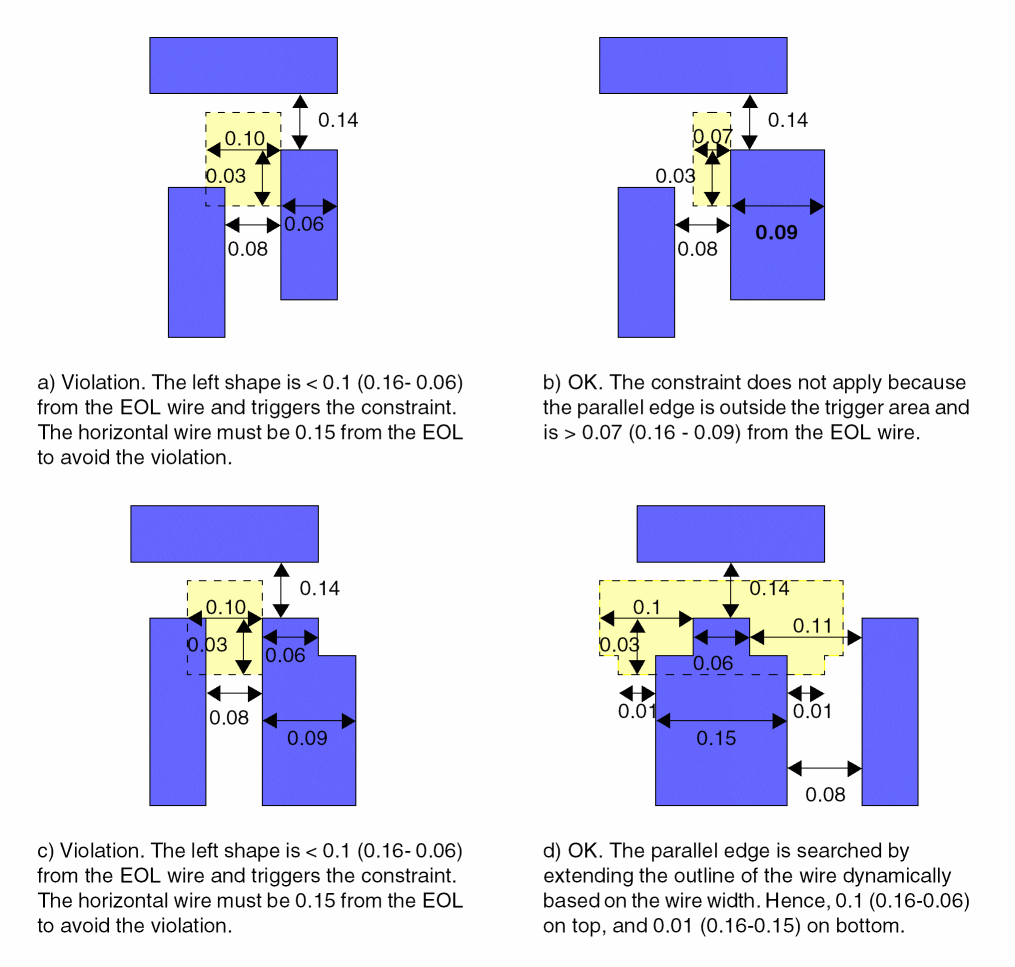 0.14
0.10
0.03
0.06
0.08
0.14
0.07
0.03
0.09
0.08
a) Violation. The left shape is < 0.1 (0.16- 0.06)
from the EOL wire and triggers the constraint.
The horizontal wire must be 0.15 from the EOL
to avoid the violation.
b) OK. The constraint does not apply because
the parallel edge is outside the trigger area and
is > 0.07 (0.16 - 0.09) from the EOL wire.
0.14
0.10
0.03
0.06
0.08
0.09
0.14
0.1
0.11
0.03
0.06
0.01
0.01
0.15
0.08
c) Violation. The left shape is < 0.1 (0.16- 0.06)
from the EOL wire and triggers the constraint.
The horizontal wire must be 0.15 from the EOL
to avoid the violation.
d) OK. The parallel edge is searched by
extending the outline of the wire dynamically
based on the wire width. Hence, 0.1 (0.16-0.06)
on top, and 0.01 (0.16-0.15) on bottom.